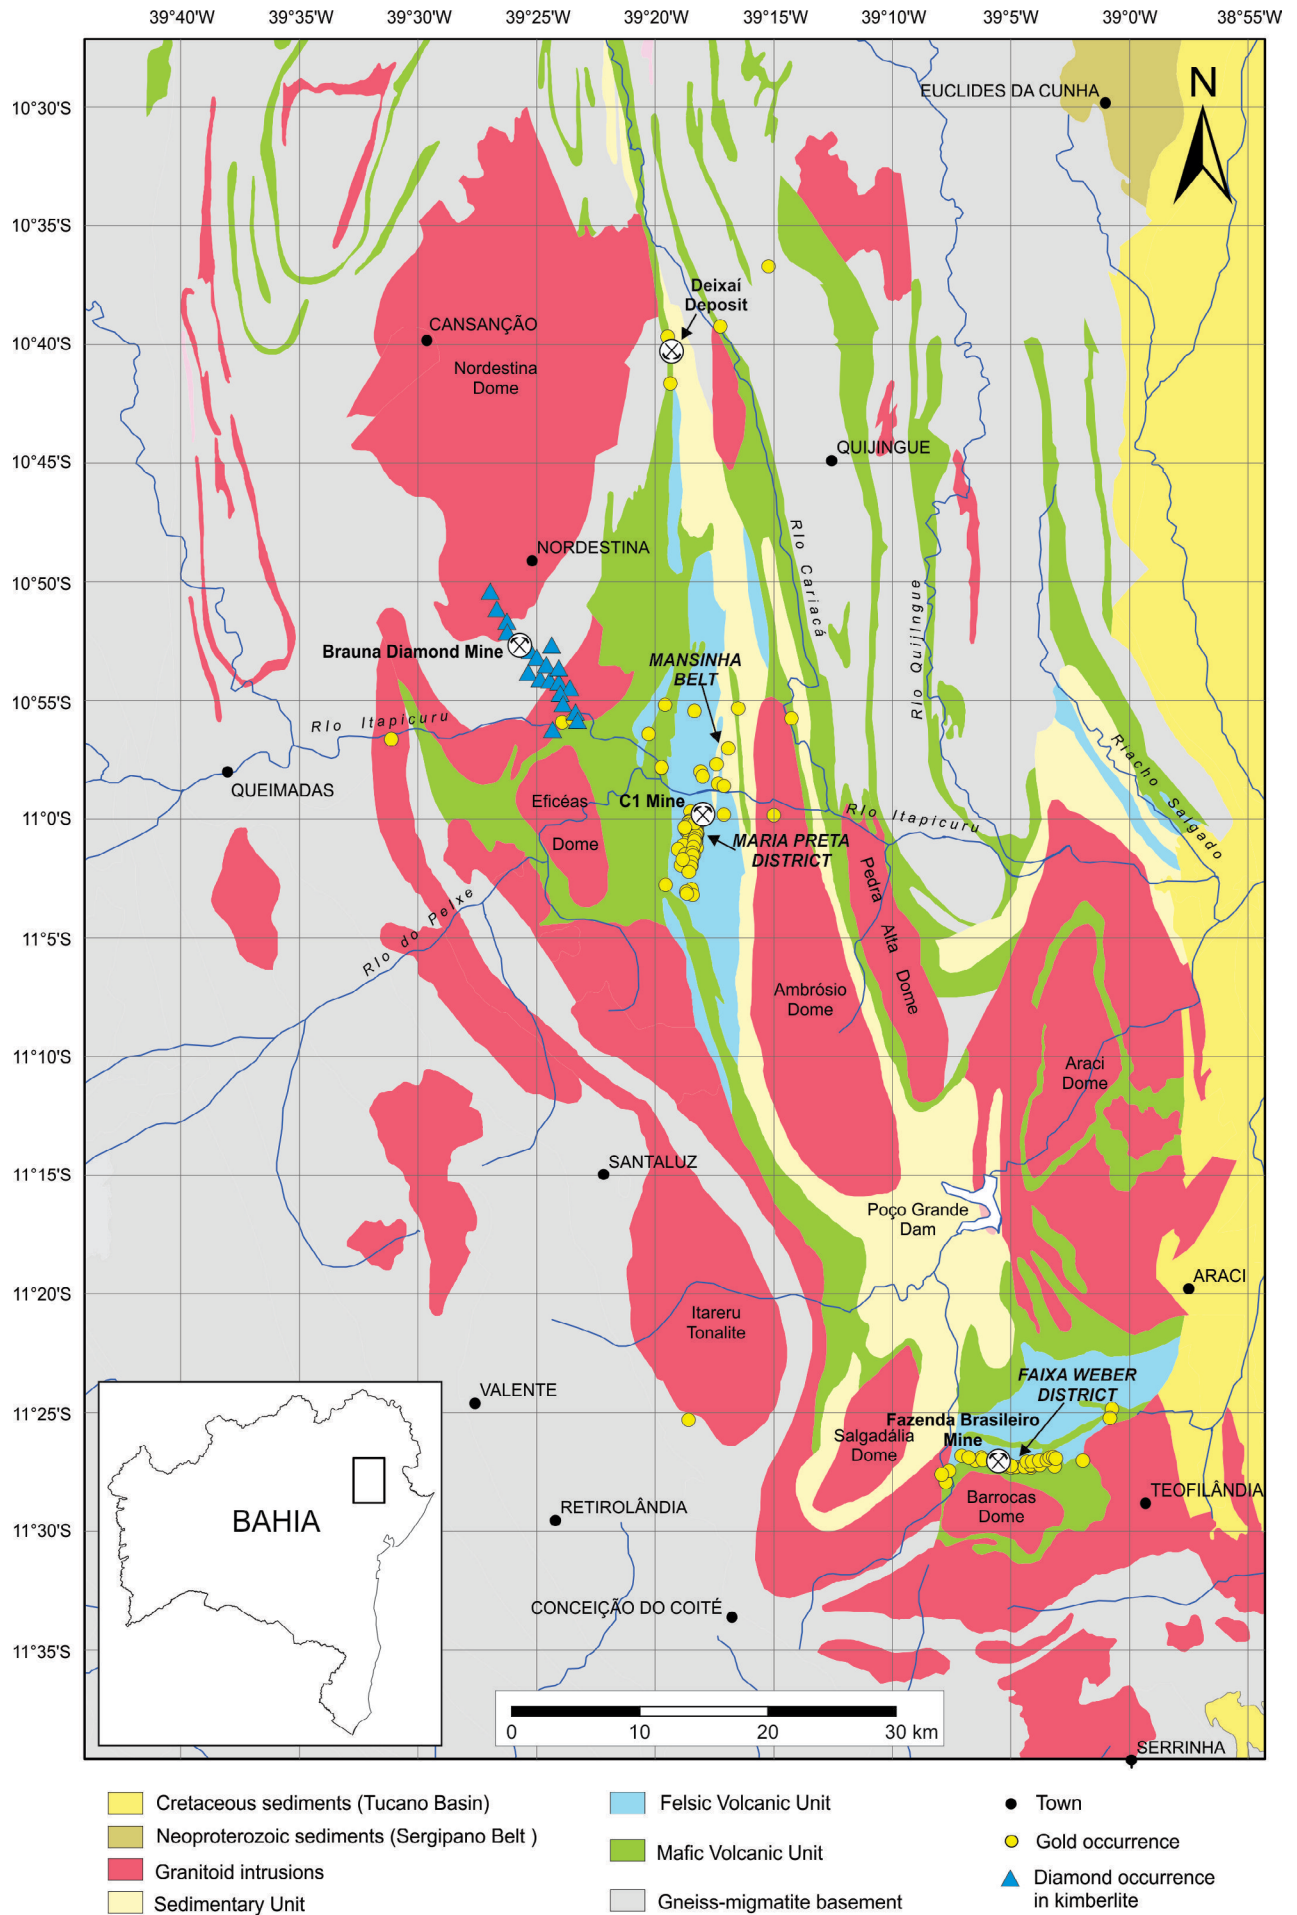 39°40'W 39°35'W 39°30'W 39°25'W 39°20'W 39°15'W 39°10'W 39°5'W 39°0'W 38°55'W
10°30'S
10°35'S
10°40'S
10°45'S
10°50'S
10°55'S
11°0'S
11°5'S
11°10'S
11°15'S
11°20'S
11°25'S
11°30'S
11°35'S
N
EUCLIDES DA CUNHA
Deixaí
Deposit
CANSANÇÃO
Nordestina
Dome
QUIJINGUE
NORDESTINA
RIo Cariacá
RIo Quijingue
Brauna Diamond Mine
MANSINHA
BELT
RIo Itapicuru
QUEIMADAS
Riacho Salgado
Eficéas
Dome
C1 Mine
RIo Itapicuru
MARIA PRETA
DISTRICT
Pedra Alta Dome
RIo do Pelxe
Ambrósio
Dome
Araci
Dome
SANTALUZ
Poço Grande
Dam
ARACI
Itareru
Tonalite
VALENTE
FAIXA WEBER
DISTRICT
Fazenda Brasileiro
Mine
Salgadália
Dome
Barrocas
Dome
TEOFILÂNDIA
RETIROLÂNDIA
CONCEIÇÃO DO COITÉ
BAHIA
0 10 20 30 km
SERRINHA
Cretaceous sediments (Tucano Basin)
Neoproterozoic sediments (Sergipano Belt )
Granitoid intrusions
Sedimentary Unit
Felsic Volcanic Unit
Mafic Volcanic Unit
Gneiss-migmatite basement
Town
Gold occurrence
Diamond occurrence
in kimberlite